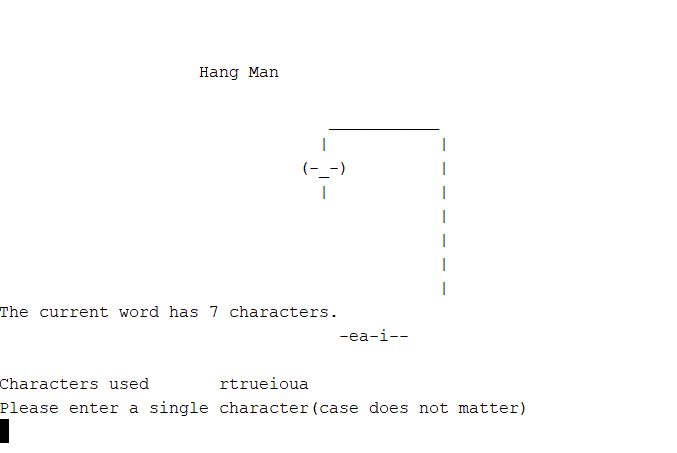 Hang Man
(-_-)
The current word has 7 characters.
-ea-i--
Characters used rtrueioua
Please enter a single character(case does not matter)